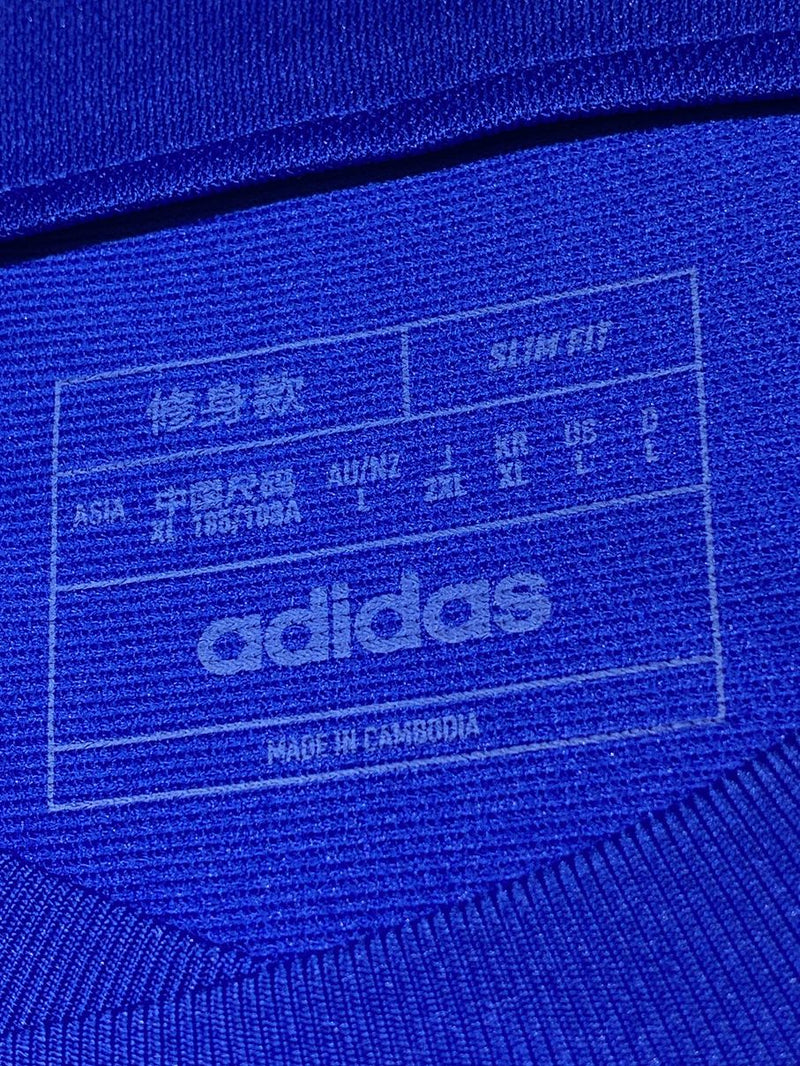 修身款 SLIM FIT
ASIA 中国尺码 AU/NZ J KR US D
XL 185/108A L 2XL XL L L
adidas
MADE IN CAMBODIA